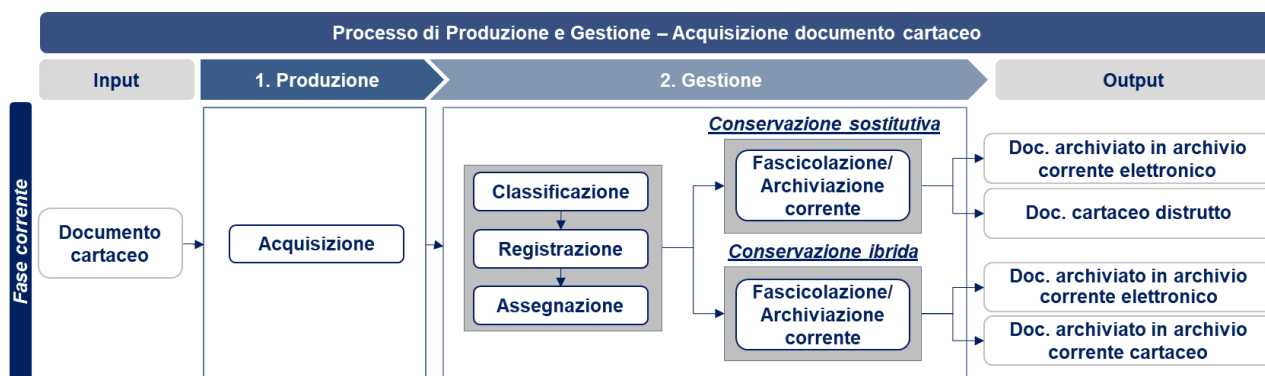 Processo di Produzione e Gestione – Acquisizione documento cartaceo
Input
1. Produzione
2. Gestione
Output
Fase corrente
Documento
cartaceo
Acquisizione
Classificazione
Registrazione
Assegnazione
Conservazione sostitutiva
Fascicolazione/
Archiviazione
corrente
Conservazione ibrida
Fascicolazione/
Archiviazione
corrente
Doc. archiviato in archivio
corrente elettronico
Doc. cartaceo distrutto
Doc. archiviato in archivio
corrente elettronico
Doc. archiviato in archivio
corrente cartaceo